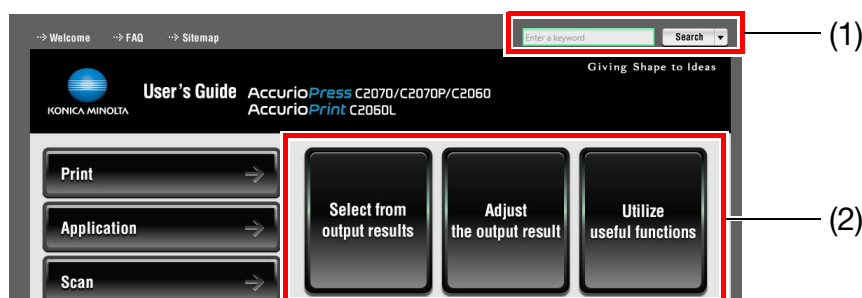 Welcome FAQ Sitemap
Enter a keyword Search
(1)
Giving Shape to Ideas
KONICA MINOLTA
User's Guide AccurioPress C2070/C2070P/C2060
AccurioPrint C2060L
Print
Application
Scan
Select from
output results
Adjust
the output result
Utilize
useful functions
(2)